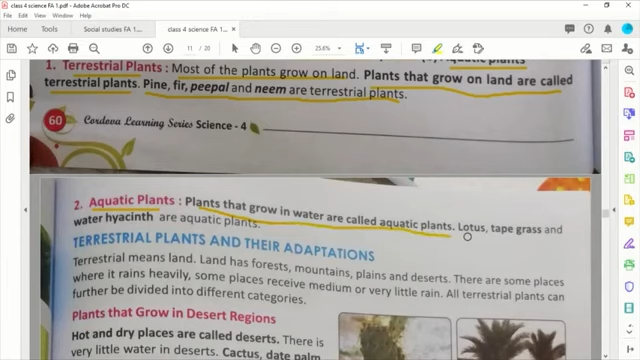 class 4 science FA 1.pdf - Adobe Acrobat Pro DC
File Edit View Window Help
Home Tools Social studies FA 1... class 4 science FA 1... ×
11 / 20 25.6%
1. Terrestrial Plants : Most of the plants grow on land. Plants that grow on land are called
terrestrial plants. Pine, fir, peepal and neem are terrestrial plants.
60 Cordova Learning Series Science - 4
2. Aquatic Plants : Plants that grow in water are called aquatic plants. Lotus, tape grass and
water hyacinth are aquatic plants.
TERRESTRIAL PLANTS AND THEIR ADAPTATIONS
Terrestrial means land. Land has forests, mountains, plains and deserts. There are some places
where it rains heavily, some places receive medium or very little rain. All terrestrial plants can
further be divided into different categories.
Plants that Grow in Desert Regions
Hot and dry places are called deserts. There is
very little water in deserts. Cactus, date palm